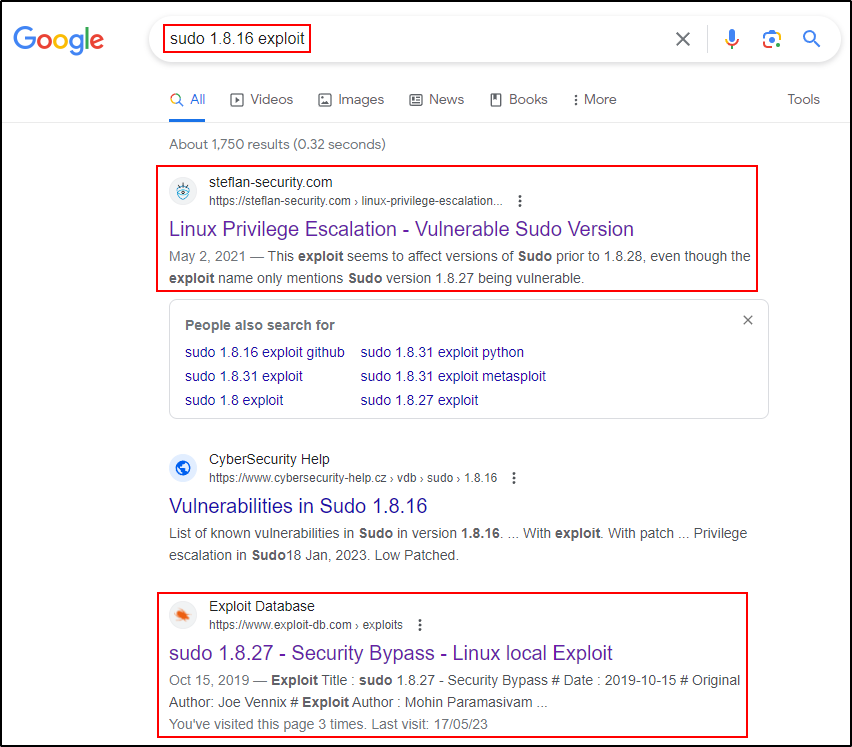 Google
sudo 1.8.16 exploit
All Videos Images News Books More Tools
About 1,750 results (0.32 seconds)
steflan-security.com
https://steflan-security.com › linux-privilege-escalation...
Linux Privilege Escalation - Vulnerable Sudo Version
May 2, 2021 — This exploit seems to affect versions of Sudo prior to 1.8.28, even though the
exploit name only mentions Sudo version 1.8.27 being vulnerable.
People also search for
sudo 1.8.16 exploit github sudo 1.8.31 exploit python
sudo 1.8.31 exploit sudo 1.8.31 exploit metasploit
sudo 1.8 exploit sudo 1.8.27 exploit
CyberSecurity Help
https://www.cybersecurity-help.cz › vdb › sudo › 1.8.16
Vulnerabilities in Sudo 1.8.16
List of known vulnerabilities in Sudo in version 1.8.16. ... With exploit. With patch ... Privilege
escalation in Sudo18 Jan, 2023. Low Patched.
Exploit Database
https://www.exploit-db.com › exploits
sudo 1.8.27 - Security Bypass - Linux local Exploit
Oct 15, 2019 — Exploit Title : sudo 1.8.27 - Security Bypass # Date : 2019-10-15 # Original
Author: Joe Vennix # Exploit Author : Mohin Paramasivam ...
You've visited this page 3 times. Last visit: 17/05/23